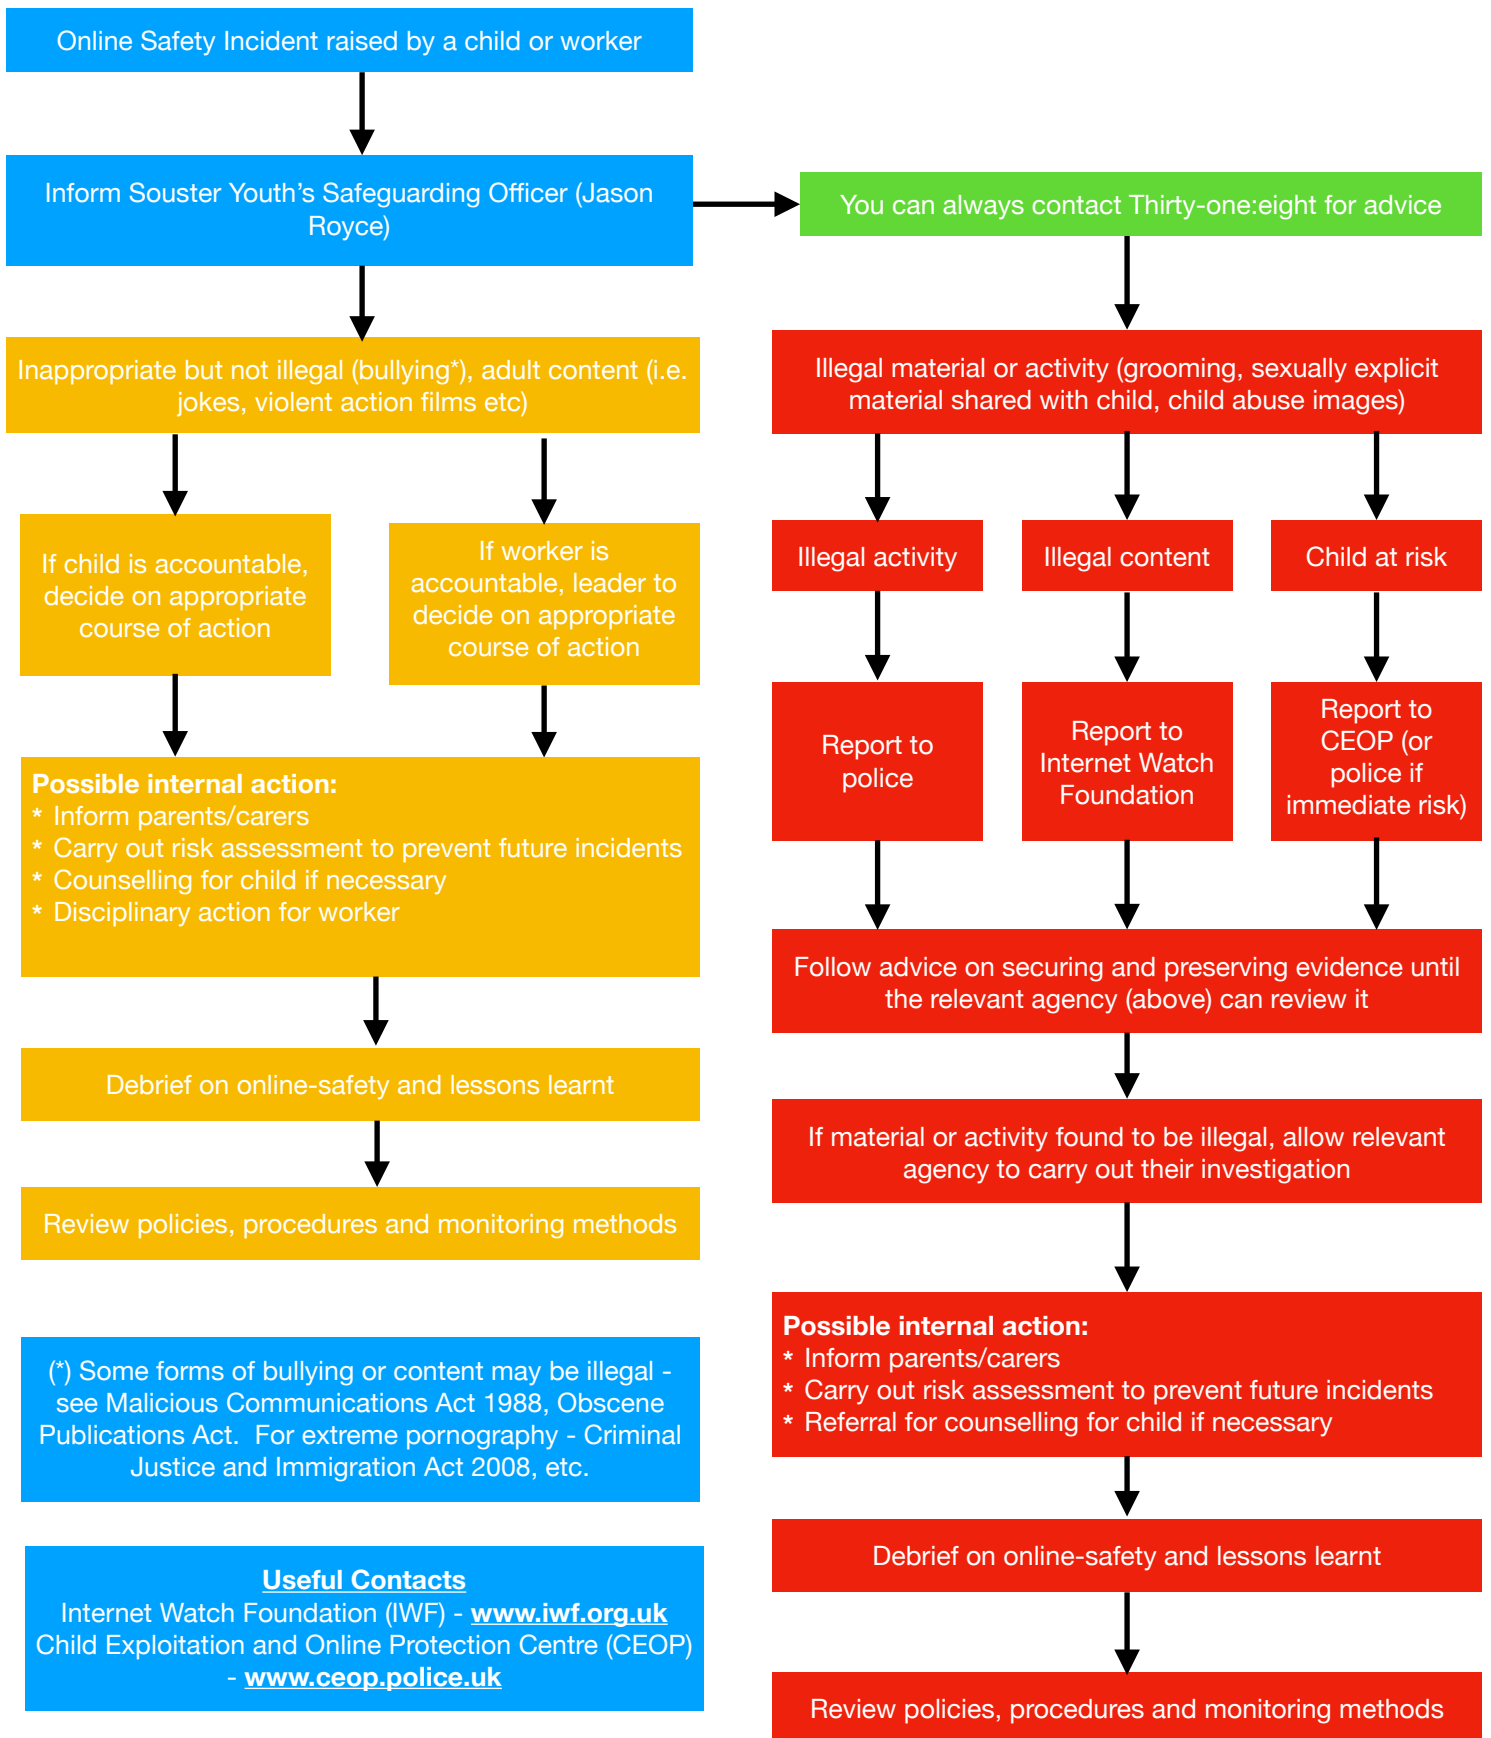 Online Safety Incident raised by a child or worker
Inform Souster Youth’s Safeguarding Officer (Jason
Royce)
You can always contact Thirty-one:eight for advice
Inappropriate but not illegal (bullying*), adult content (i.e.
jokes, violent action films etc)
If child is accountable,
decide on appropriate
course of action
If worker is
accountable, leader to
decide on appropriate
course of action
Possible internal action:
* Inform parents/carers
* Carry out risk assessment to prevent future incidents
* Counselling for child if necessary
* Disciplinary action for worker
Debrief on online-safety and lessons learnt
Review policies, procedures and monitoring methods
Illegal material or activity (grooming, sexually explicit
material shared with child, child abuse images)
Illegal activity
Illegal content
Child at risk
Report to
police
Report to
Internet Watch
Foundation
Report to
CEOP (or
police if
immediate risk)
Follow advice on securing and preserving evidence until
the relevant agency (above) can review it
If material or activity found to be illegal, allow relevant
agency to carry out their investigation
Possible internal action:
* Inform parents/carers
* Carry out risk assessment to prevent future incidents
* Referral for counselling for child if necessary
Debrief on online-safety and lessons learnt
Review policies, procedures and monitoring methods
(*) Some forms of bullying or content may be illegal -
see Malicious Communications Act 1988, Obscene
Publications Act.  For extreme pornography - Criminal
Justice and Immigration Act 2008, etc.
Useful Contacts
Internet Watch Foundation (IWF) - www.iwf.org.uk
Child Exploitation and Online Protection Centre (CEOP)
- www.ceop.police.uk